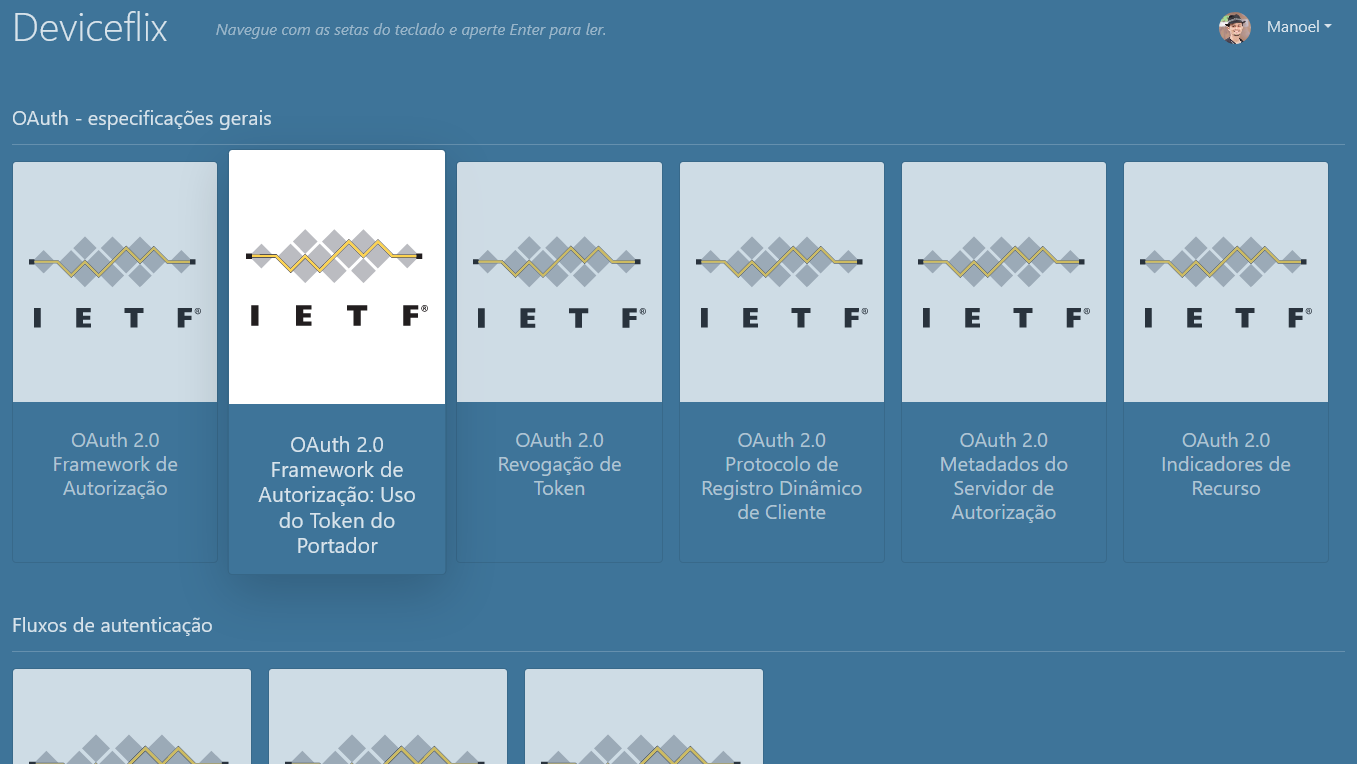 Deviceflix
Navegue com as setas do teclado e aperte Enter para ler.
Manoel
OAuth - especificações gerais
I E T F®
I E T F®
I E T F®
I E T F®
I E T F®
I E T F®
OAuth 2.0
Framework de
Autorização
OAuth 2.0
Framework de
Autorização: Uso
do Token do
Portador
OAuth 2.0
Revogação de
Token
OAuth 2.0
Protocolo de
Registro Dinâmico
de Cliente
OAuth 2.0
Metadados do
Servidor de
Autorização
OAuth 2.0
Indicadores de
Recurso
Fluxos de autenticação